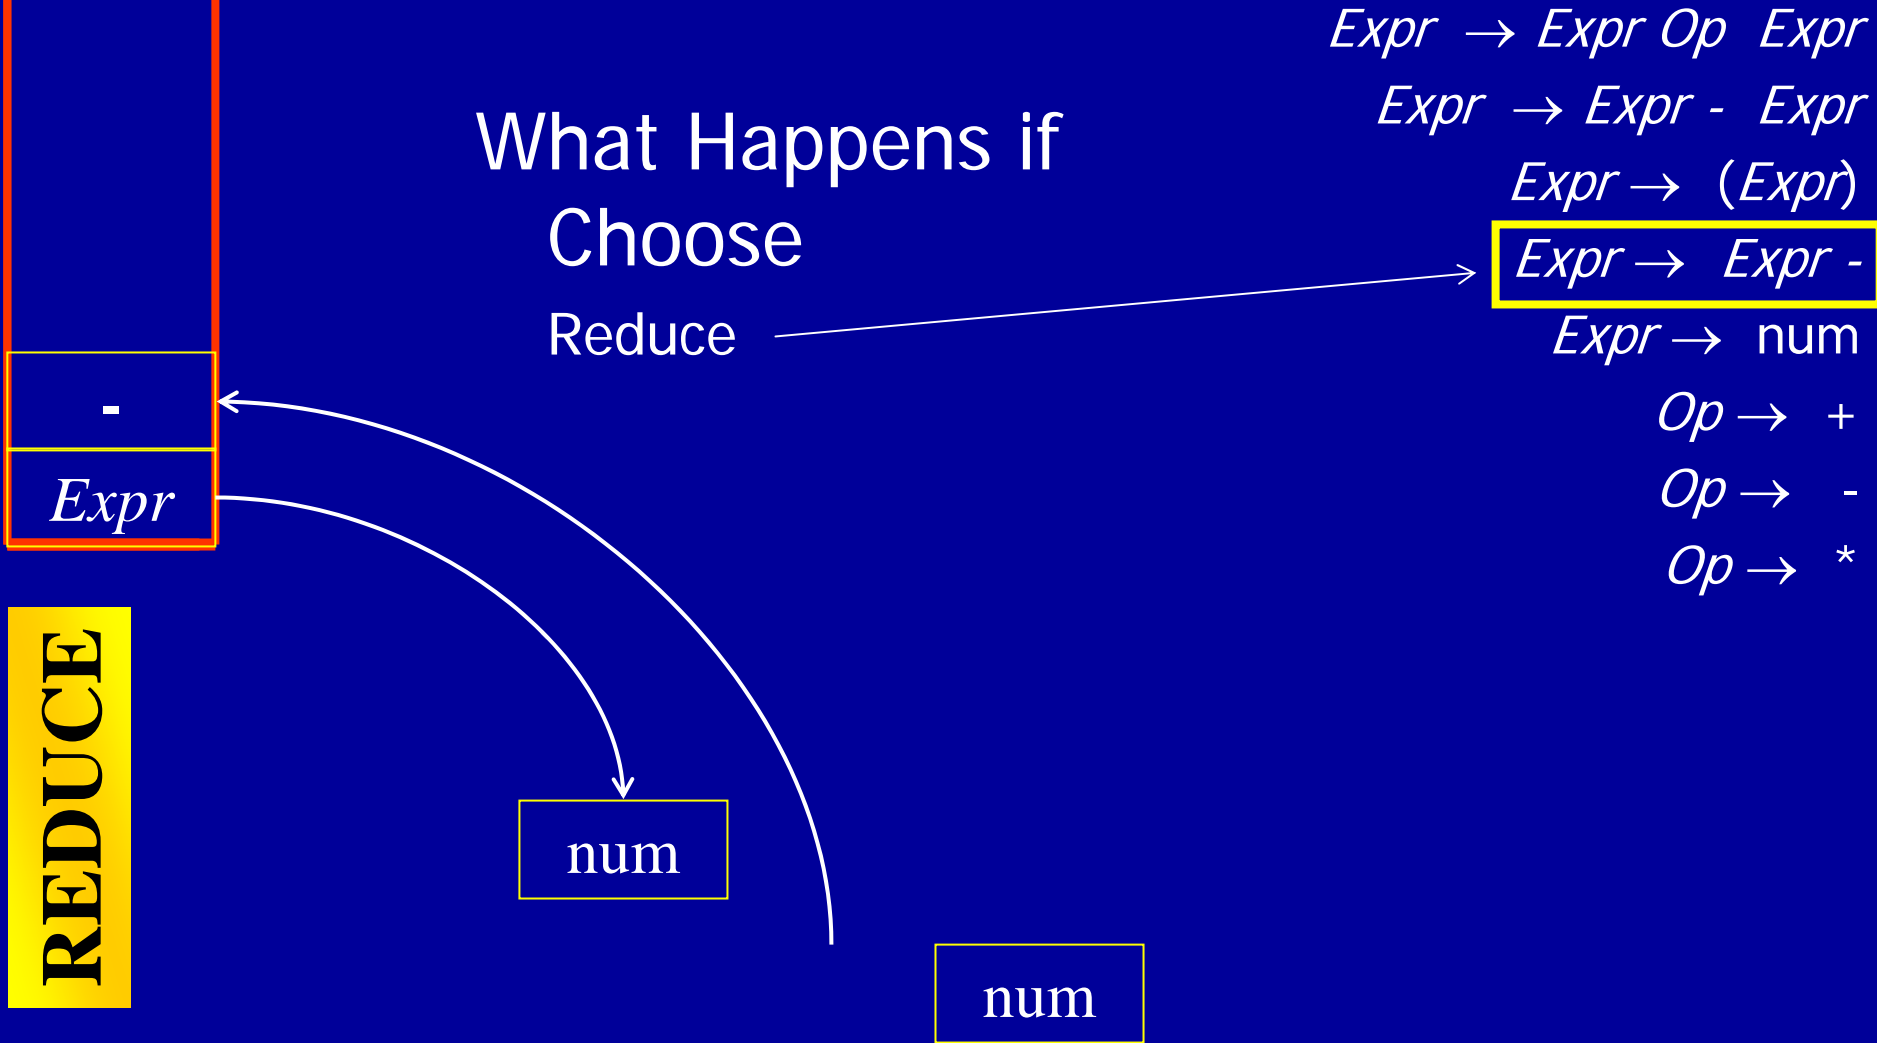 What Happens if
Choose
Reduce
Expr → Expr Op Expr
Expr → Expr - Expr
Expr → (Expr)
Expr → Expr -
Expr → num
Op → +
Op → -
Op → *
-
Expr
REDUCE
num
num